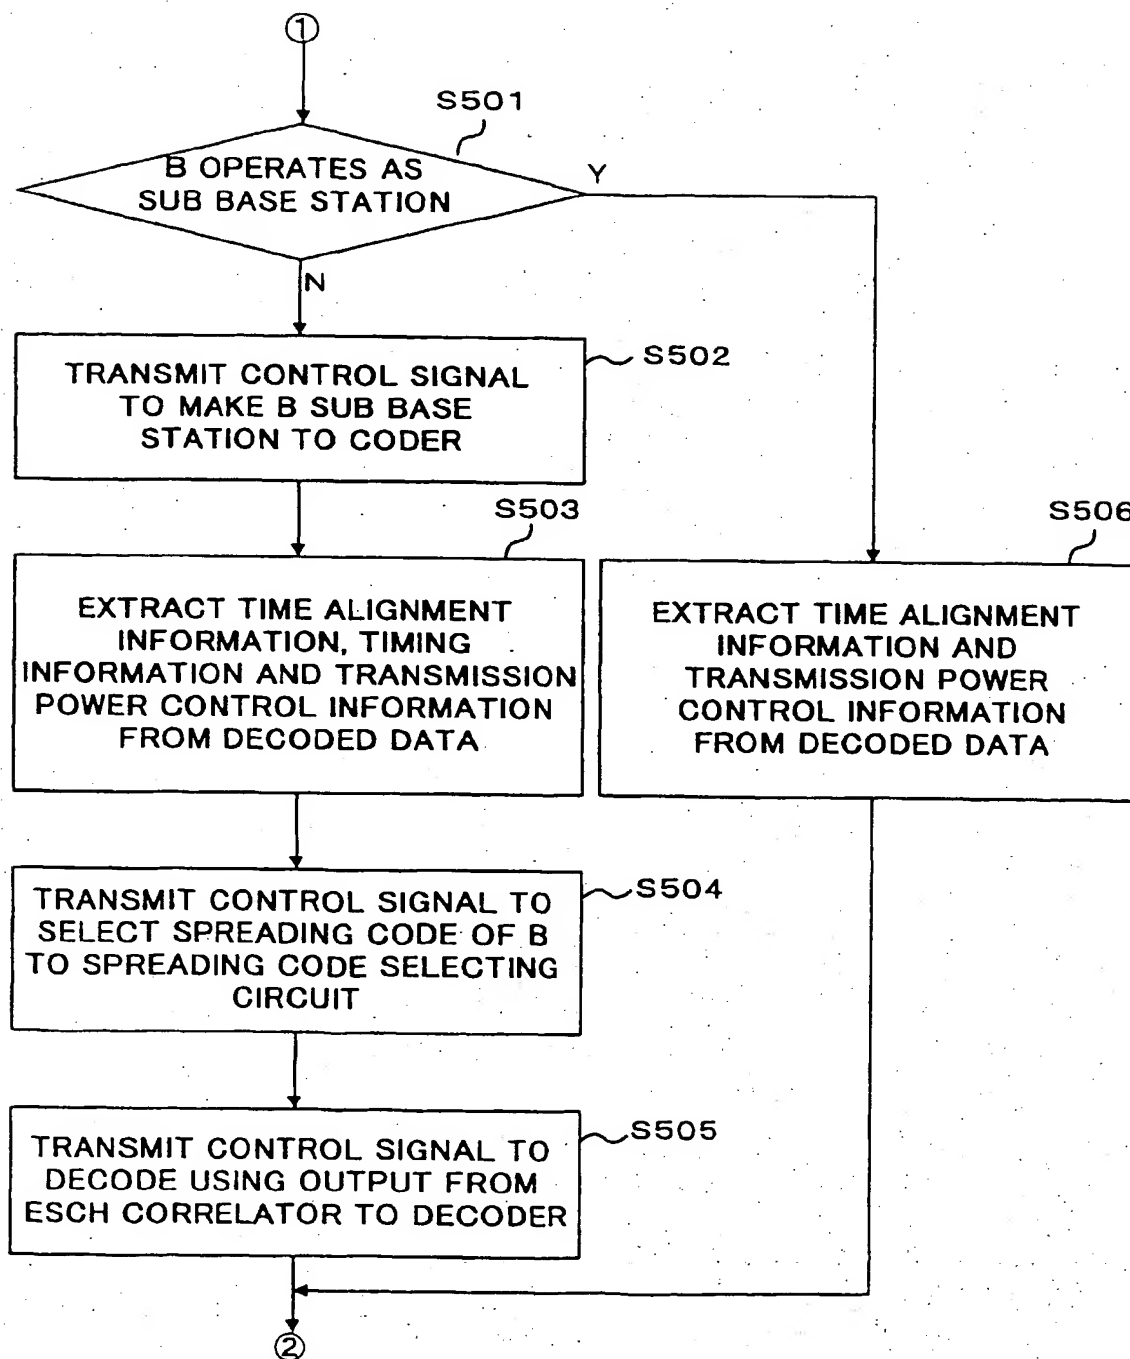 ①
S501
B OPERATES AS
SUB BASE STATION
Y
N
S502
TRANSMIT CONTROL SIGNAL
TO MAKE B SUB BASE
STATION TO CODER
S503
EXTRACT TIME ALIGNMENT
INFORMATION, TIMING
INFORMATION AND TRANSMISSION
POWER CONTROL INFORMATION
FROM DECODED DATA
S506
EXTRACT TIME ALIGNMENT
INFORMATION AND
TRANSMISSION POWER
CONTROL INFORMATION
FROM DECODED DATA
S504
TRANSMIT CONTROL SIGNAL TO
SELECT SPREADING CODE OF B
TO SPREADING CODE SELECTING
CIRCUIT
S505
TRANSMIT CONTROL SIGNAL TO
DECODE USING OUTPUT FROM
ESCH CORRELATOR TO DECODER
②